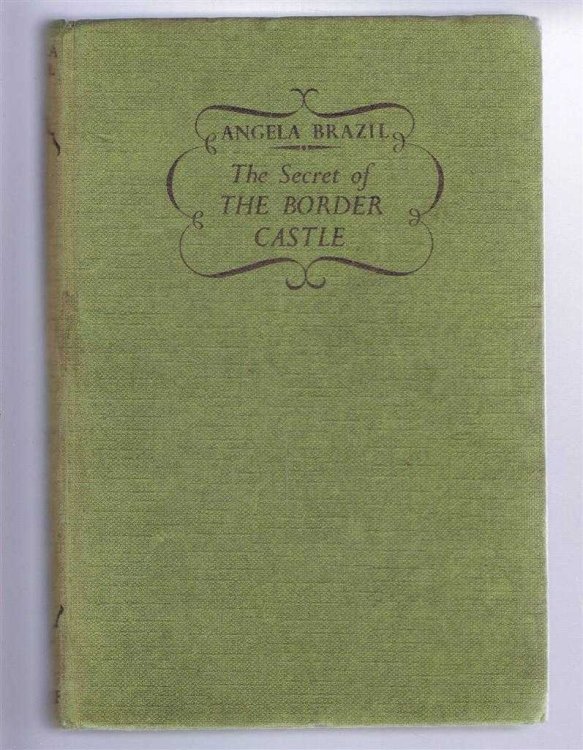 ANGELA BRAZIL
The Secret of
THE BORDER
CASTLE